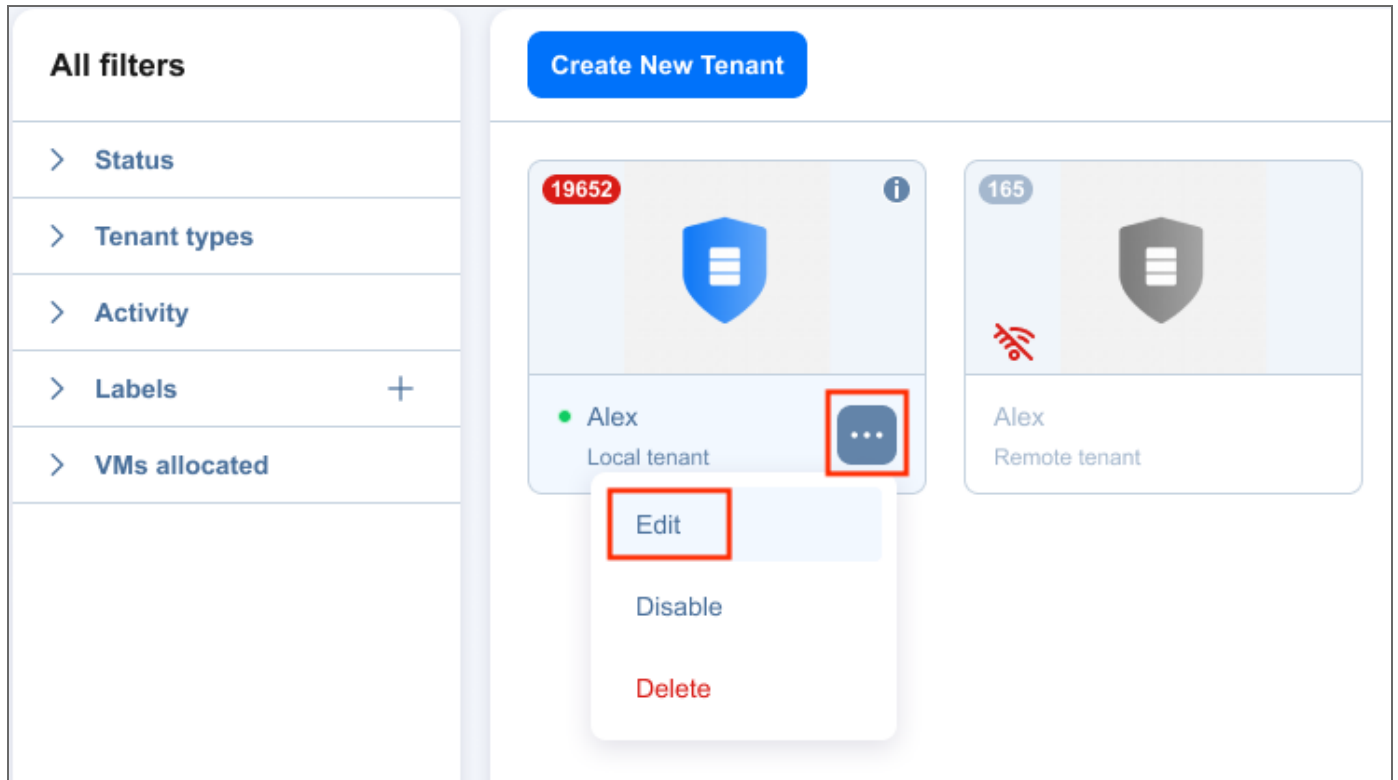 All filters
Status
Tenant types
Activity
Labels
VMs allocated
Create New Tenant
19652
Alex
Local tenant
Edit
Disable
Delete
165
Alex
Remote tenant